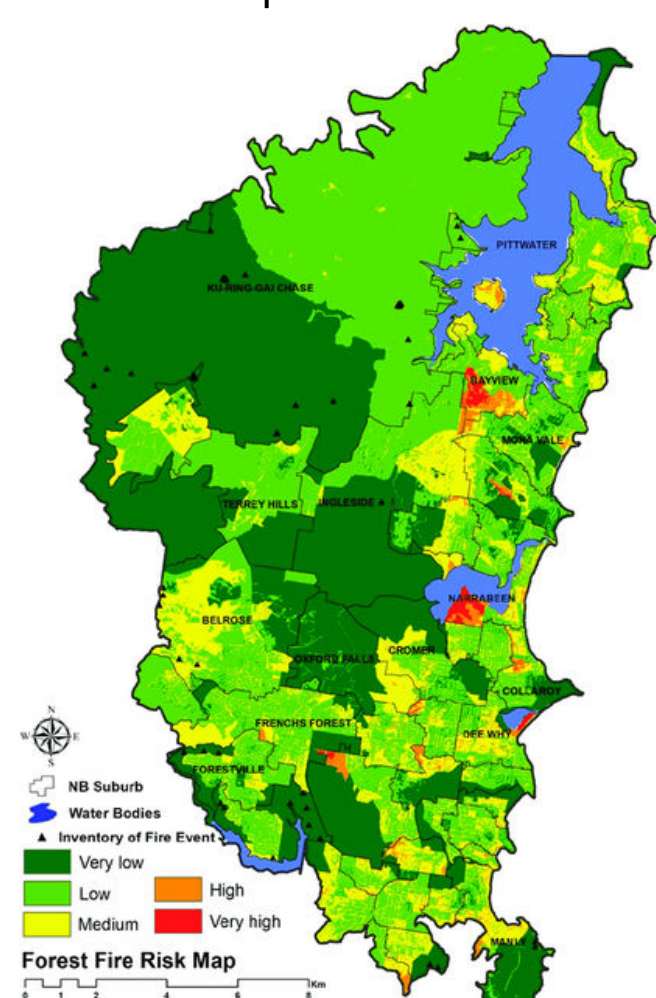 PITTWATER
KU-RING-GAI CHASE
BAYVIEW
MONA VALE
TERREY HILLS
INGLESIDE
NARRABEEN
BELROSE
CROMER
OXFORD FALLS
COLLAROY
FRENCHS FOREST
DEE WHY
FORESTVILLE
MANLY
N
W
E
S
NB Suburb
Water Bodies
Inventory of Fire Event
Very low
Low
High
Medium
Very high
Forest Fire Risk Map
0 1 2 4 6 8 Km